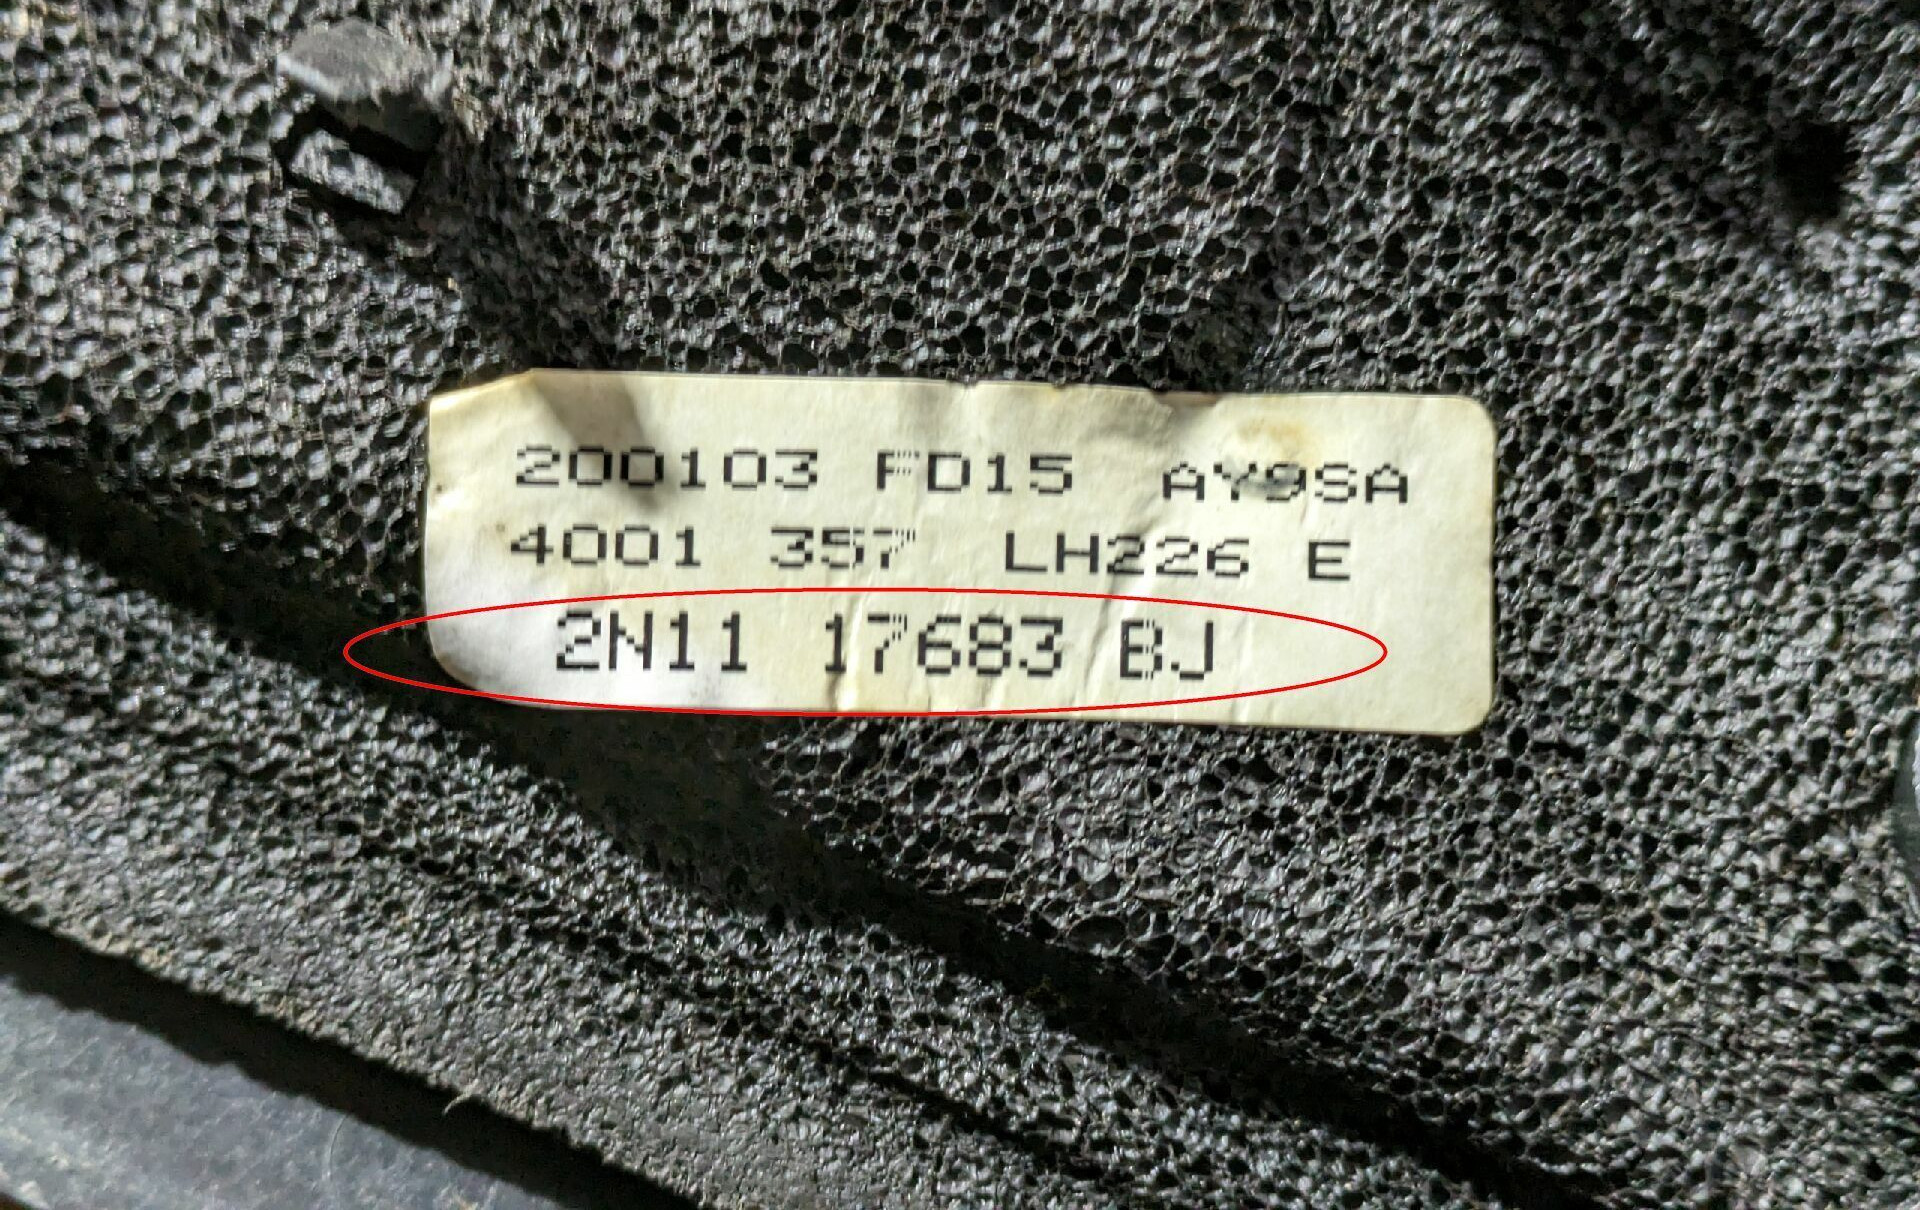 200103 FD15 AY9SA
4001 357 LH226 E
2N11 17683 BJ